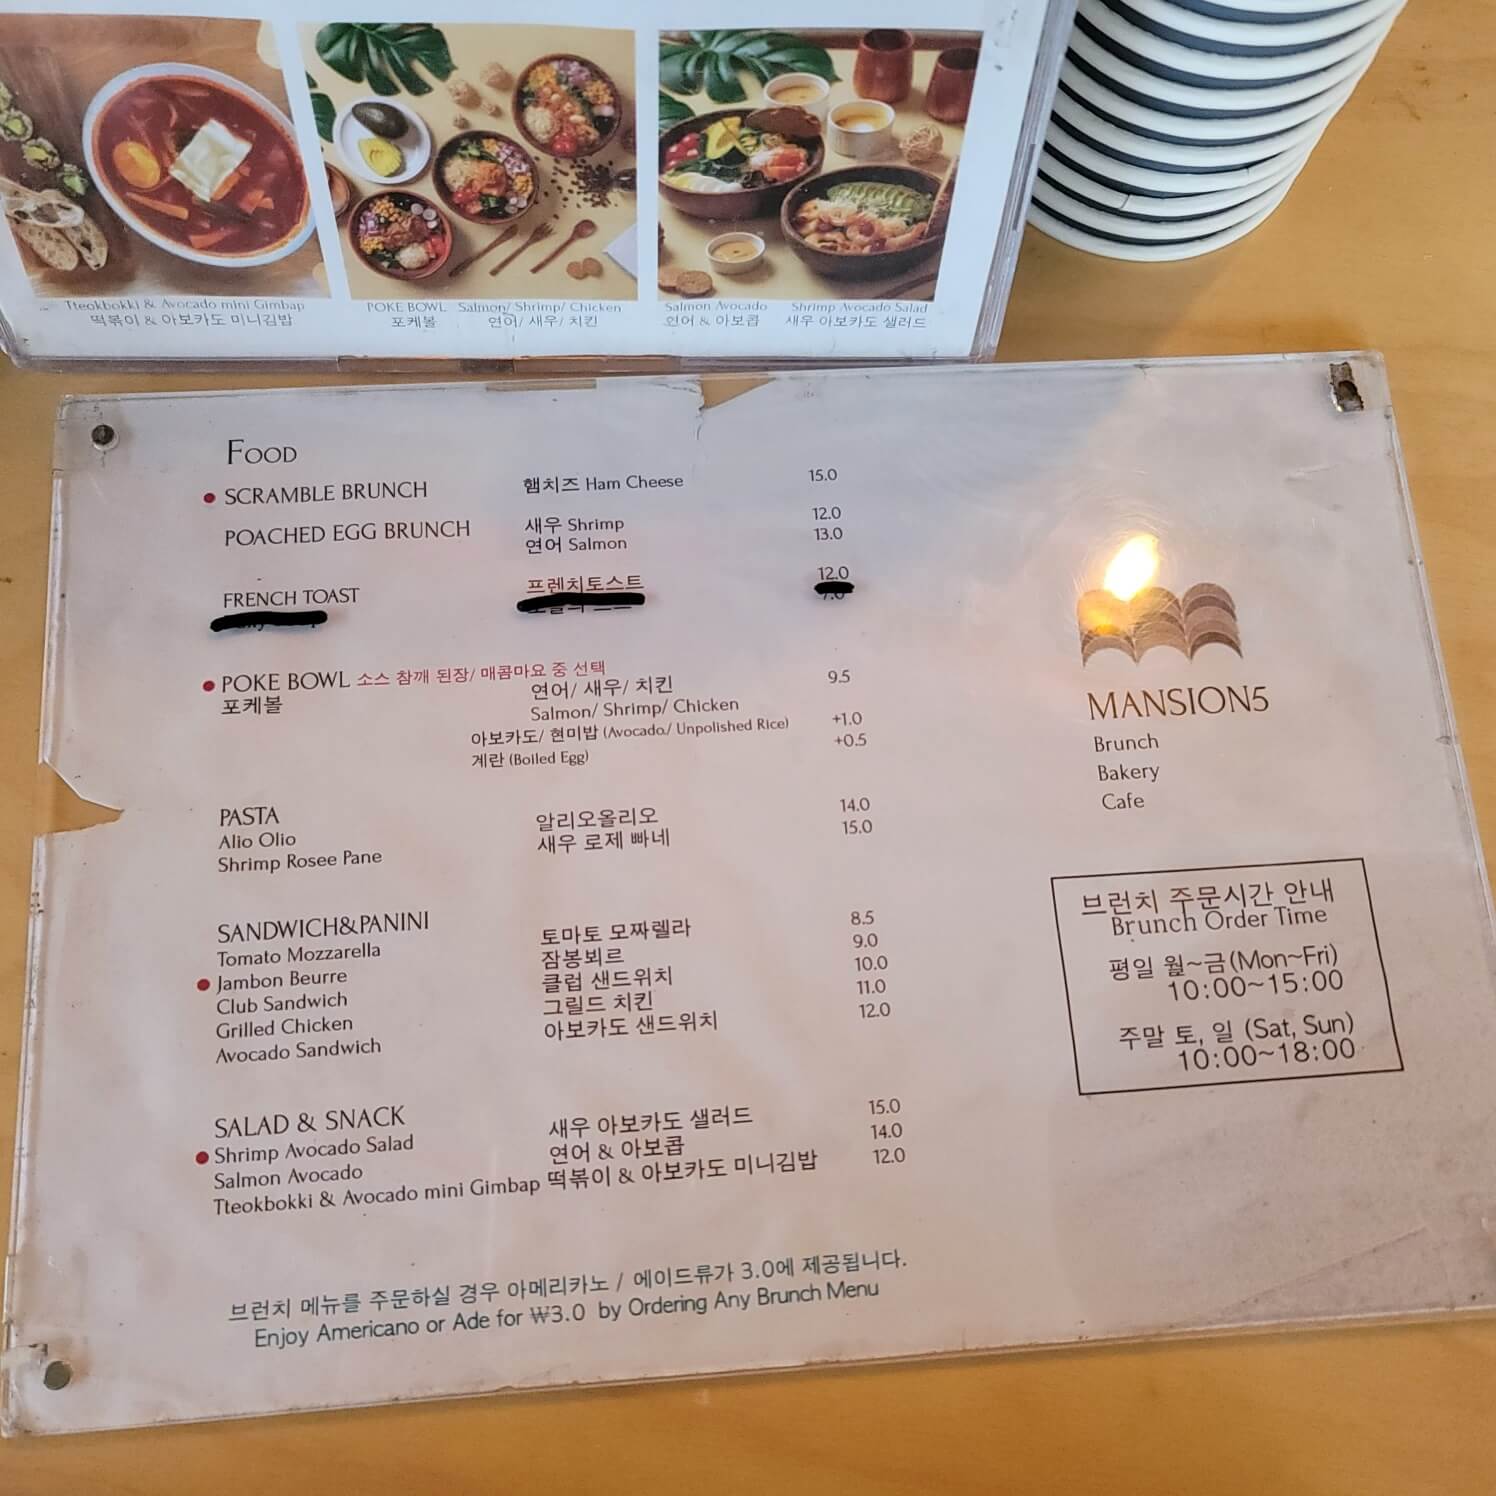 Tteokbokki & Avocado mini Gimbap
떡볶이 & 아보카도 미니김밥
POKE BOWL Salmon/ Shrimp/ Chicken
포케볼 연어/ 새우/ 치킨
Salmon Avocado Shrimp Avocado Salad
연어 & 아보콥 새우 아보카도 샐러드
FOOD
SCRAMBLE BRUNCH 햄치즈 Ham Cheese 15.0
POACHED EGG BRUNCH 새우 Shrimp 12.0
연어 Salmon 13.0
FRENCH TOAST 프렌치토스트 12.0
POKE BOWL 소스 참깨 된장/ 매콤마요 중 선택
포케볼 연어/ 새우/ 치킨 9.5
Salmon/ Shrimp/ Chicken
아보카도/ 현미밥 (Avocado/ Unpolished Rice) +1.0
계란 (Boiled Egg) +0.5
PASTA
Alio Olio 알리오올리오 14.0
Shrimp Rosee Pane 새우 로제 빠네 15.0
SANDWICH&PANINI
Tomato Mozzarella 토마토 모짜렐라 8.5
Jambon Beurre 잠봉뵈르 9.0
Club Sandwich 클럽 샌드위치 10.0
Grilled Chicken 그릴드 치킨 11.0
Avocado Sandwich 아보카도 샌드위치 12.0
SALAD & SNACK
Shrimp Avocado Salad 새우 아보카도 샐러드 15.0
Salmon Avocado 연어 & 아보콥 14.0
Tteokbokki & Avocado mini Gimbap 떡볶이 & 아보카도 미니김밥 12.0
브런치 메뉴를 주문하실 경우 아메리카노 / 에이드류가 3.0에 제공됩니다.
Enjoy Americano or Ade for ₩3.0 by Ordering Any Brunch Menu
MANSION5
Brunch
Bakery
Cafe
브런치 주문시간 안내
Brunch Order Time
평일 월~금(Mon~Fri)
10:00~15:00
주말 토, 일 (Sat, Sun)
10:00~18:00